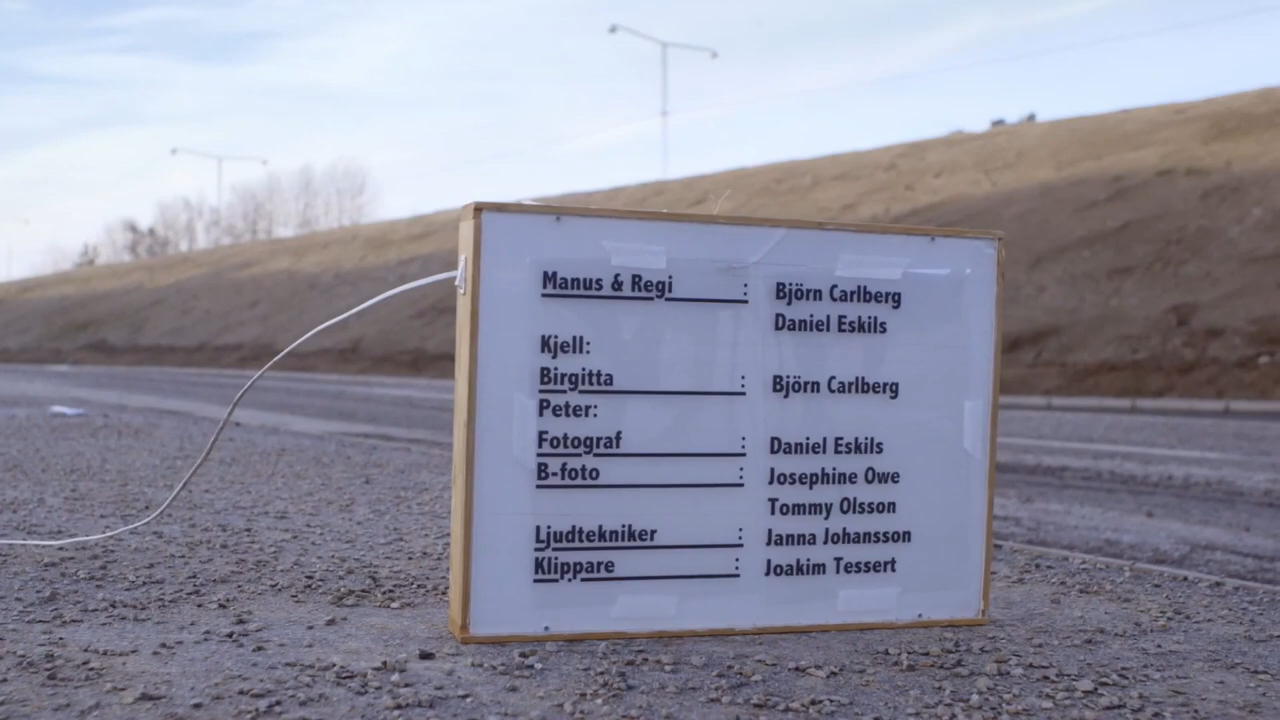 Manus & Regi : Björn Carlberg
Daniel Eskils
Kjell:
Birgitta : Björn Carlberg
Peter:
Fotograf : Daniel Eskils
B-foto : Josephine Owe
Tommy Olsson
Ljudtekniker : Janna Johansson
Klippare : Joakim Tessert